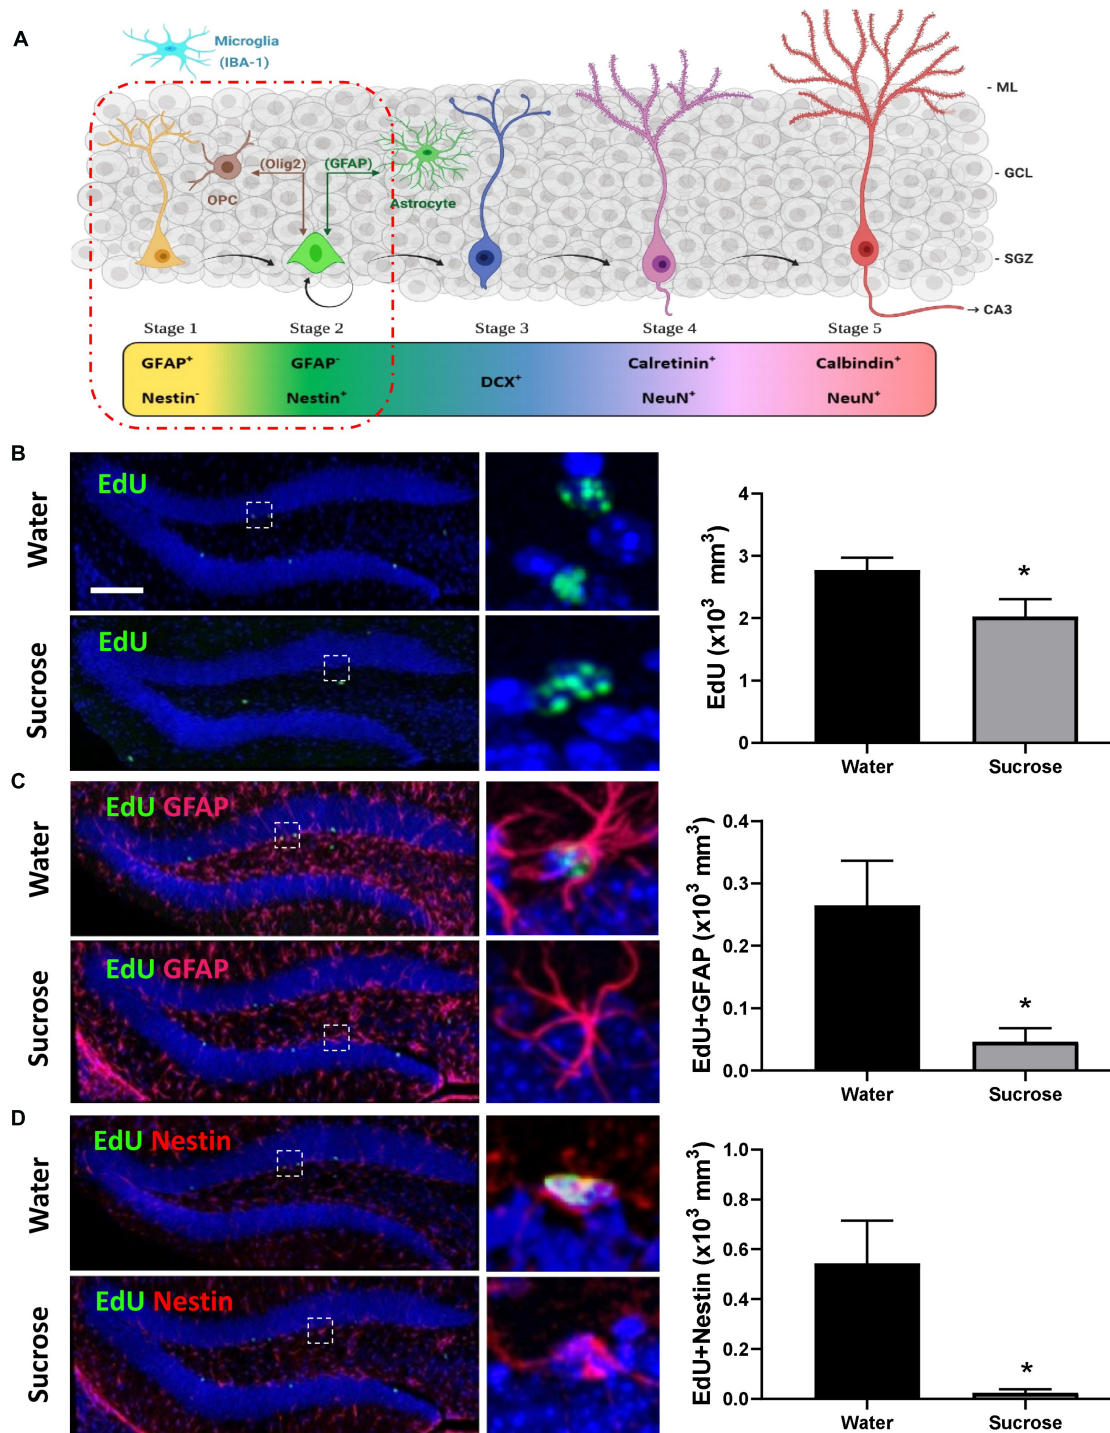 A
Microglia
(IBA-1)
- ML
(Olig2)
(GFAP)
- GCL
OPC
Astrocyte
- SGZ
→ CA3
Stage 1
Stage 2
Stage 3
Stage 4
Stage 5
GFAP⁺
GFAP⁻
DCX⁺
Calretinin⁺
Calbindin⁺
Nestin⁻
Nestin⁺
NeuN⁺
NeuN⁺
B
Water
EdU
Sucrose
EdU
EdU (x10³ mm³)
4
3
2
1
0
Water
Sucrose
*
C
Water
EdU GFAP
Sucrose
EdU GFAP
EdU+GFAP (x10³ mm³)
0.4
0.3
0.2
0.1
0.0
Water
Sucrose
*
D
Water
EdU Nestin
Sucrose
EdU Nestin
EdU+Nestin (x10³ mm³)
1.0
0.8
0.6
0.4
0.2
0.0
Water
Sucrose
*